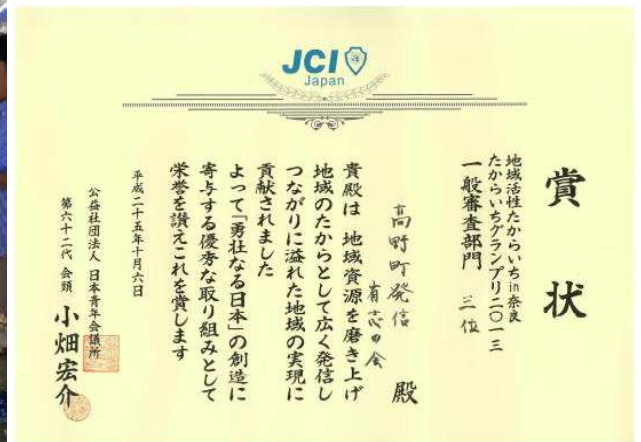 JCI
Japan
賞状
地域活性たからいちin奈良
たからいちグランプリ二〇一三
一般審査部門 三位
高野町発信
有志の会 殿
貴殿は 地域資源を磨き上げ
地域のたからとして広く発信し
つながりに溢れた地域の実現に
貢献されました
よって「勇壮なる日本」の創造に
寄与する優秀な取り組みとして
栄誉を讃えこれを賞します
平成二十五年十月六日
公益社団法人 日本青年会議所
第六十二代 会頭 小畑宏介